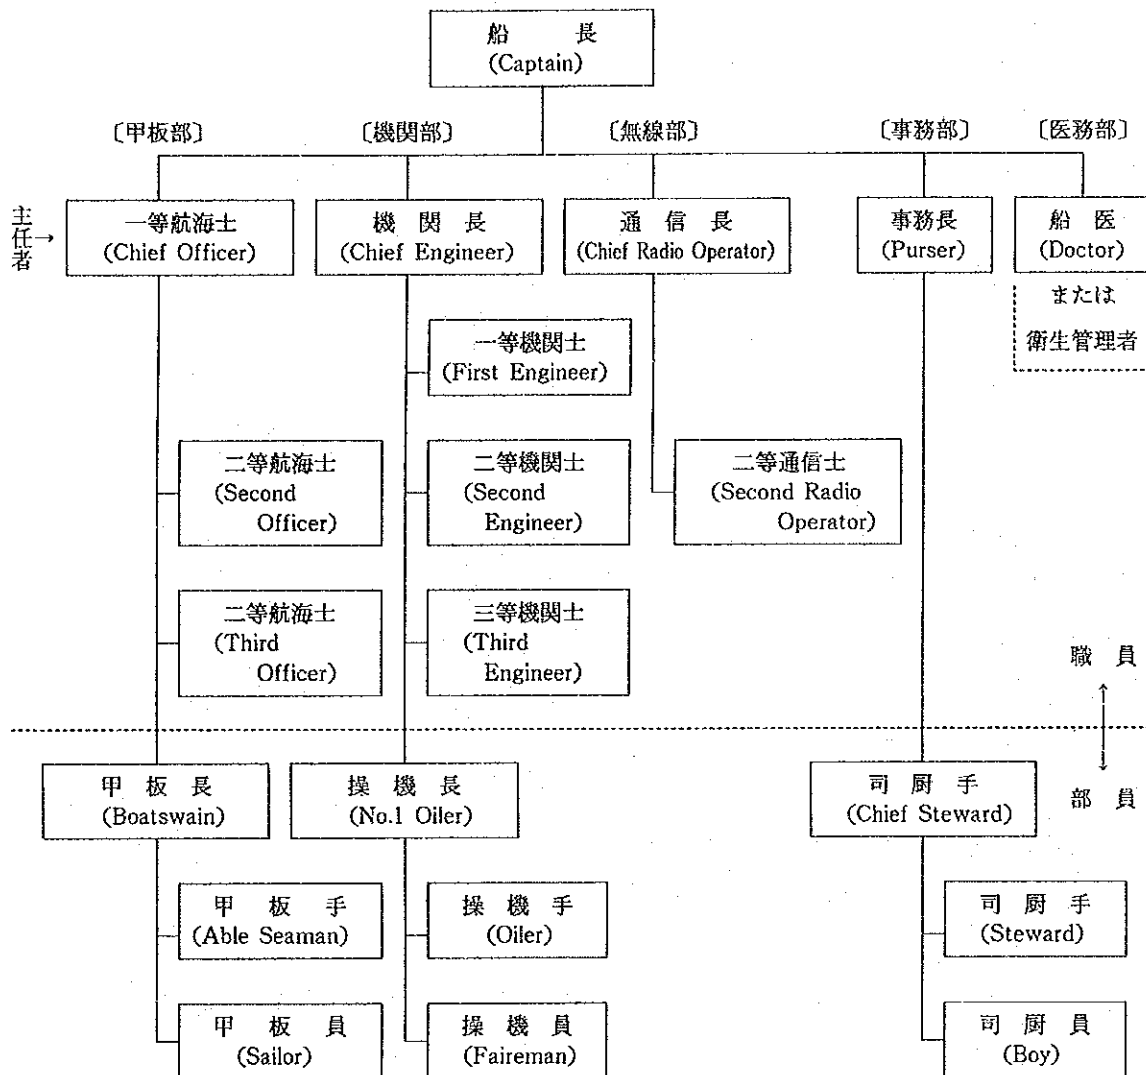 船長
(Captain)
〔甲板部〕 〔機関部〕 〔無線部〕 〔事務部〕 〔医務部〕
主任者→
一等航海士
(Chief Officer)
機関長
(Chief Engineer)
通信長
(Chief Radio Operator)
事務長
(Purser)
船医
(Doctor)
または
衛生管理者
一等機関士
(First Engineer)
二等航海士
(Second
Officer)
二等機関士
(Second
Engineer)
二等通信士
(Second Radio
Operator)
二等航海士
(Third
Officer)
三等機関士
(Third
Engineer)
職員
↑
↓
部員
甲板長
(Boatswain)
操機長
(No.1 Oiler)
司厨手
(Chief Steward)
甲板手
(Able Seaman)
操機手
(Oiler)
司厨手
(Steward)
甲板員
(Sailor)
操機員
(Faireman)
司厨員
(Boy)